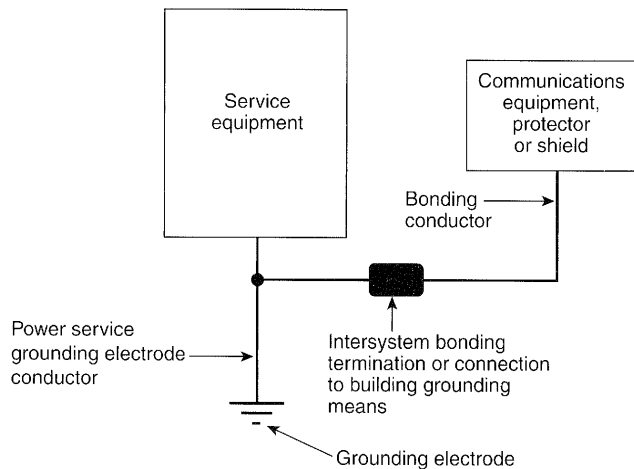 Service
equipment
Communications
equipment,
protector
or shield
Bonding
conductor
Power service
grounding electrode
conductor
Intersystem bonding
termination or connection
to building grounding
means
Grounding electrode